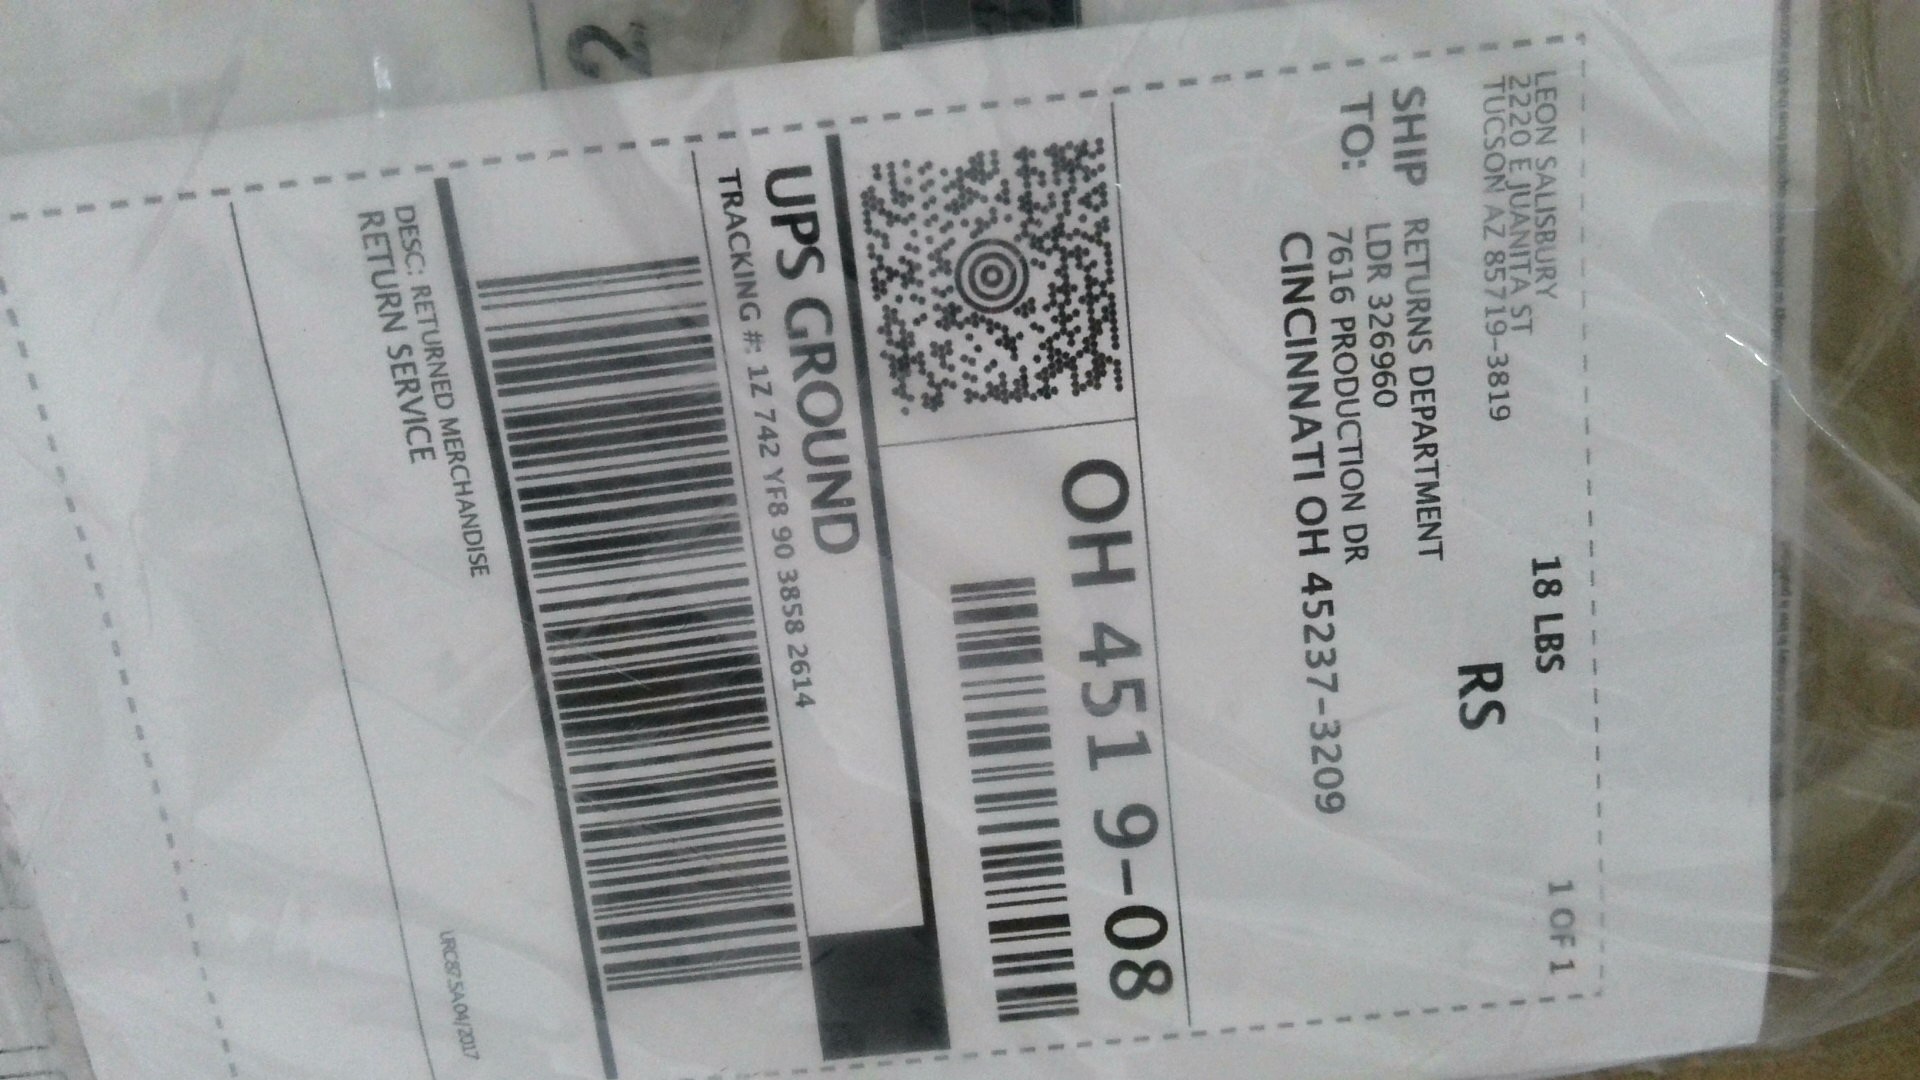 LEON SALISBURY
2220 E JUANITA ST
TUCSON AZ 85719-3819
18 LBS
1 OF 1
RS
SHIP TO:
RETURNS DEPARTMENT
LDR 326960
7616 PRODUCTION DR
CINCINNATI OH 45237-3209
OH 451 9-08
UPS GROUND
TRACKING #: 1Z 742 YF8 90 3858 2614
DESC: RETURNED MERCHANDISE
RETURN SERVICE
2